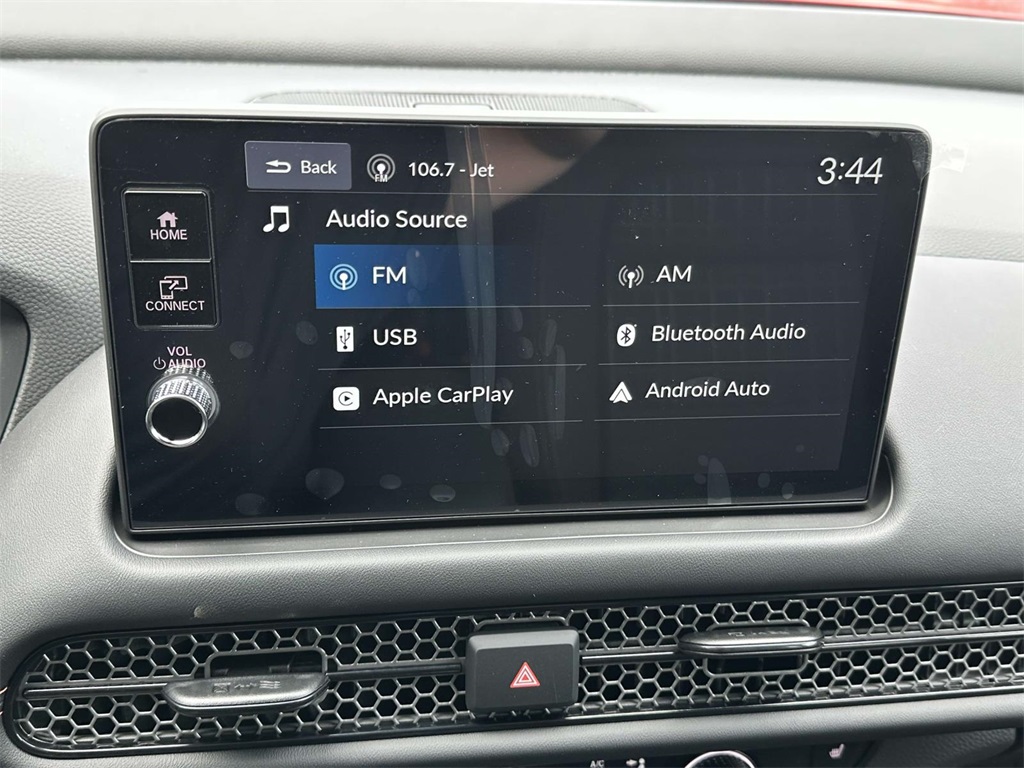 Back
FM
106.7 - Jet
3:44
HOME
CONNECT
VOL
AUDIO
Audio Source
FM
AM
USB
Bluetooth Audio
Apple CarPlay
Android Auto
A/C